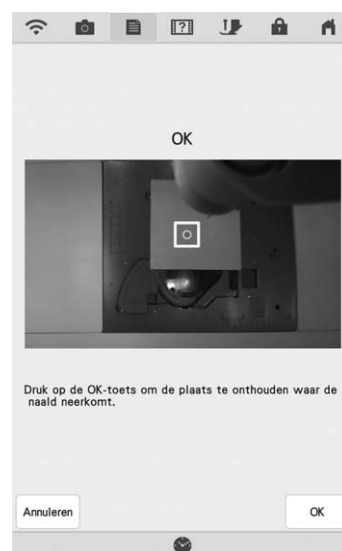 OK
Druk op de OK-toets om de plaats te onthouden waar de
naald neerkomt.
Annuleren
OK